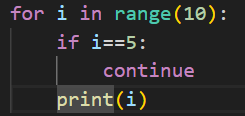 for i in range(10):
    if i==5:
        continue
    print(i)